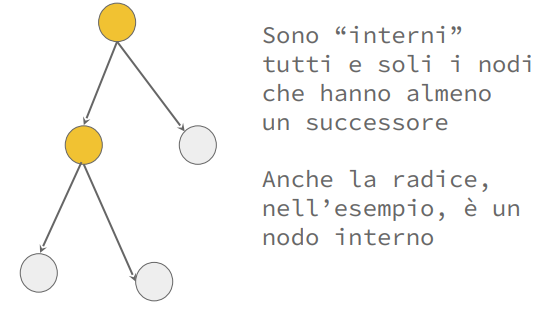 Sono “interni”
tutti e soli i nodi
che hanno almeno
un successore
Anche la radice,
nell’esempio, è un
nodo interno